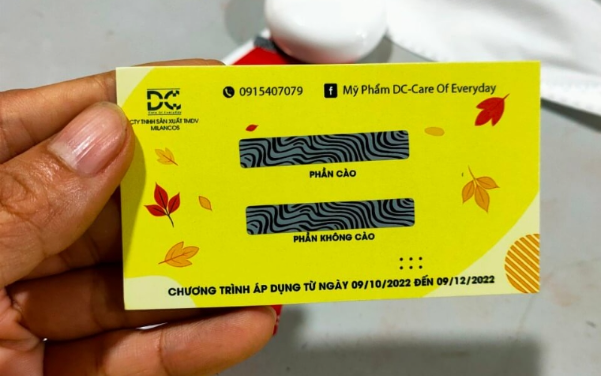 DC
0915407079
Mỹ Phẩm DC-Care Of Everyday
CTY TNHH SẢN XUẤT TMDV
MILANCOS
PHẦN CÀO
PHẦN KHÔNG CÀO
CHƯƠNG TRÌNH ÁP DỤNG TỪ NGÀY 09/10/2022 ĐẾN 09/12/2022